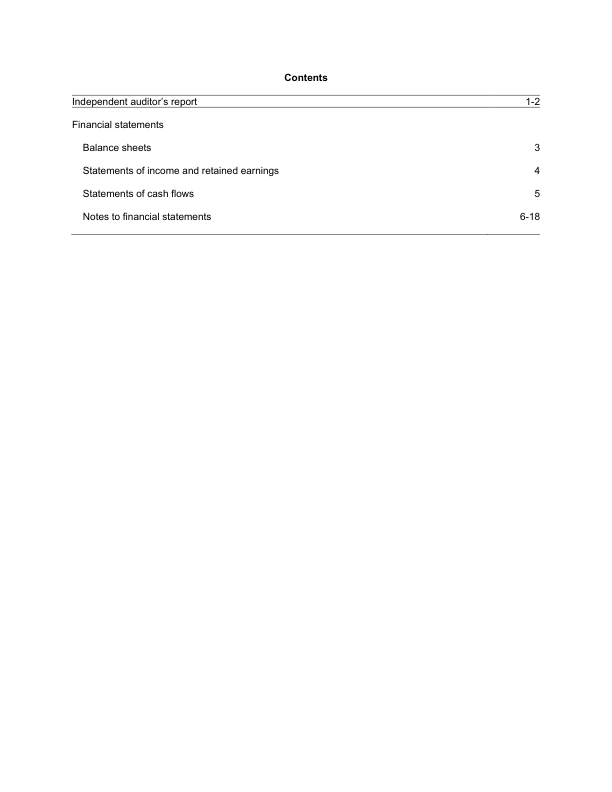 Contents
Independent auditor’s report 1-2
Financial statements
Balance sheets 3
Statements of income and retained earnings 4
Statements of cash flows 5
Notes to financial statements 6-18